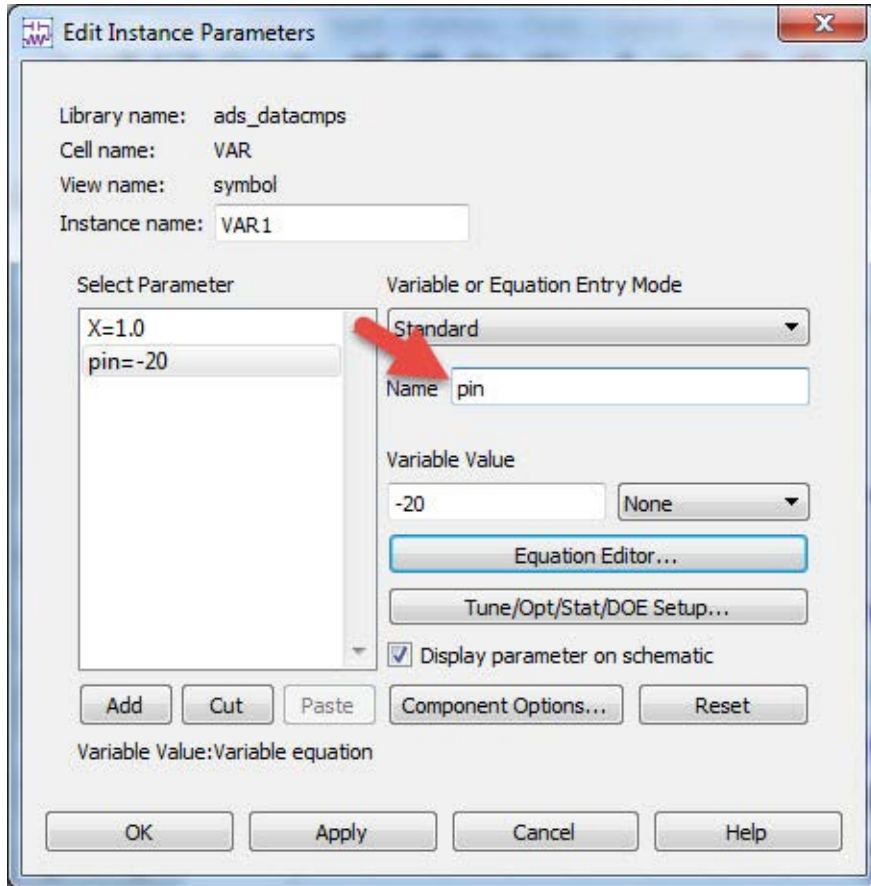 Edit Instance Parameters
Library name: ads_datacmps
Cell name: VAR
View name: symbol
Instance name: VAR1
Select Parameter
X=1.0
pin=-20
Variable or Equation Entry Mode
Standard
Name pin
Variable Value
-20 None
Equation Editor...
Tune/Opt/Stat/DOE Setup...
Display parameter on schematic
Add Cut Paste Component Options... Reset
Variable Value:Variable equation
OK Apply Cancel Help